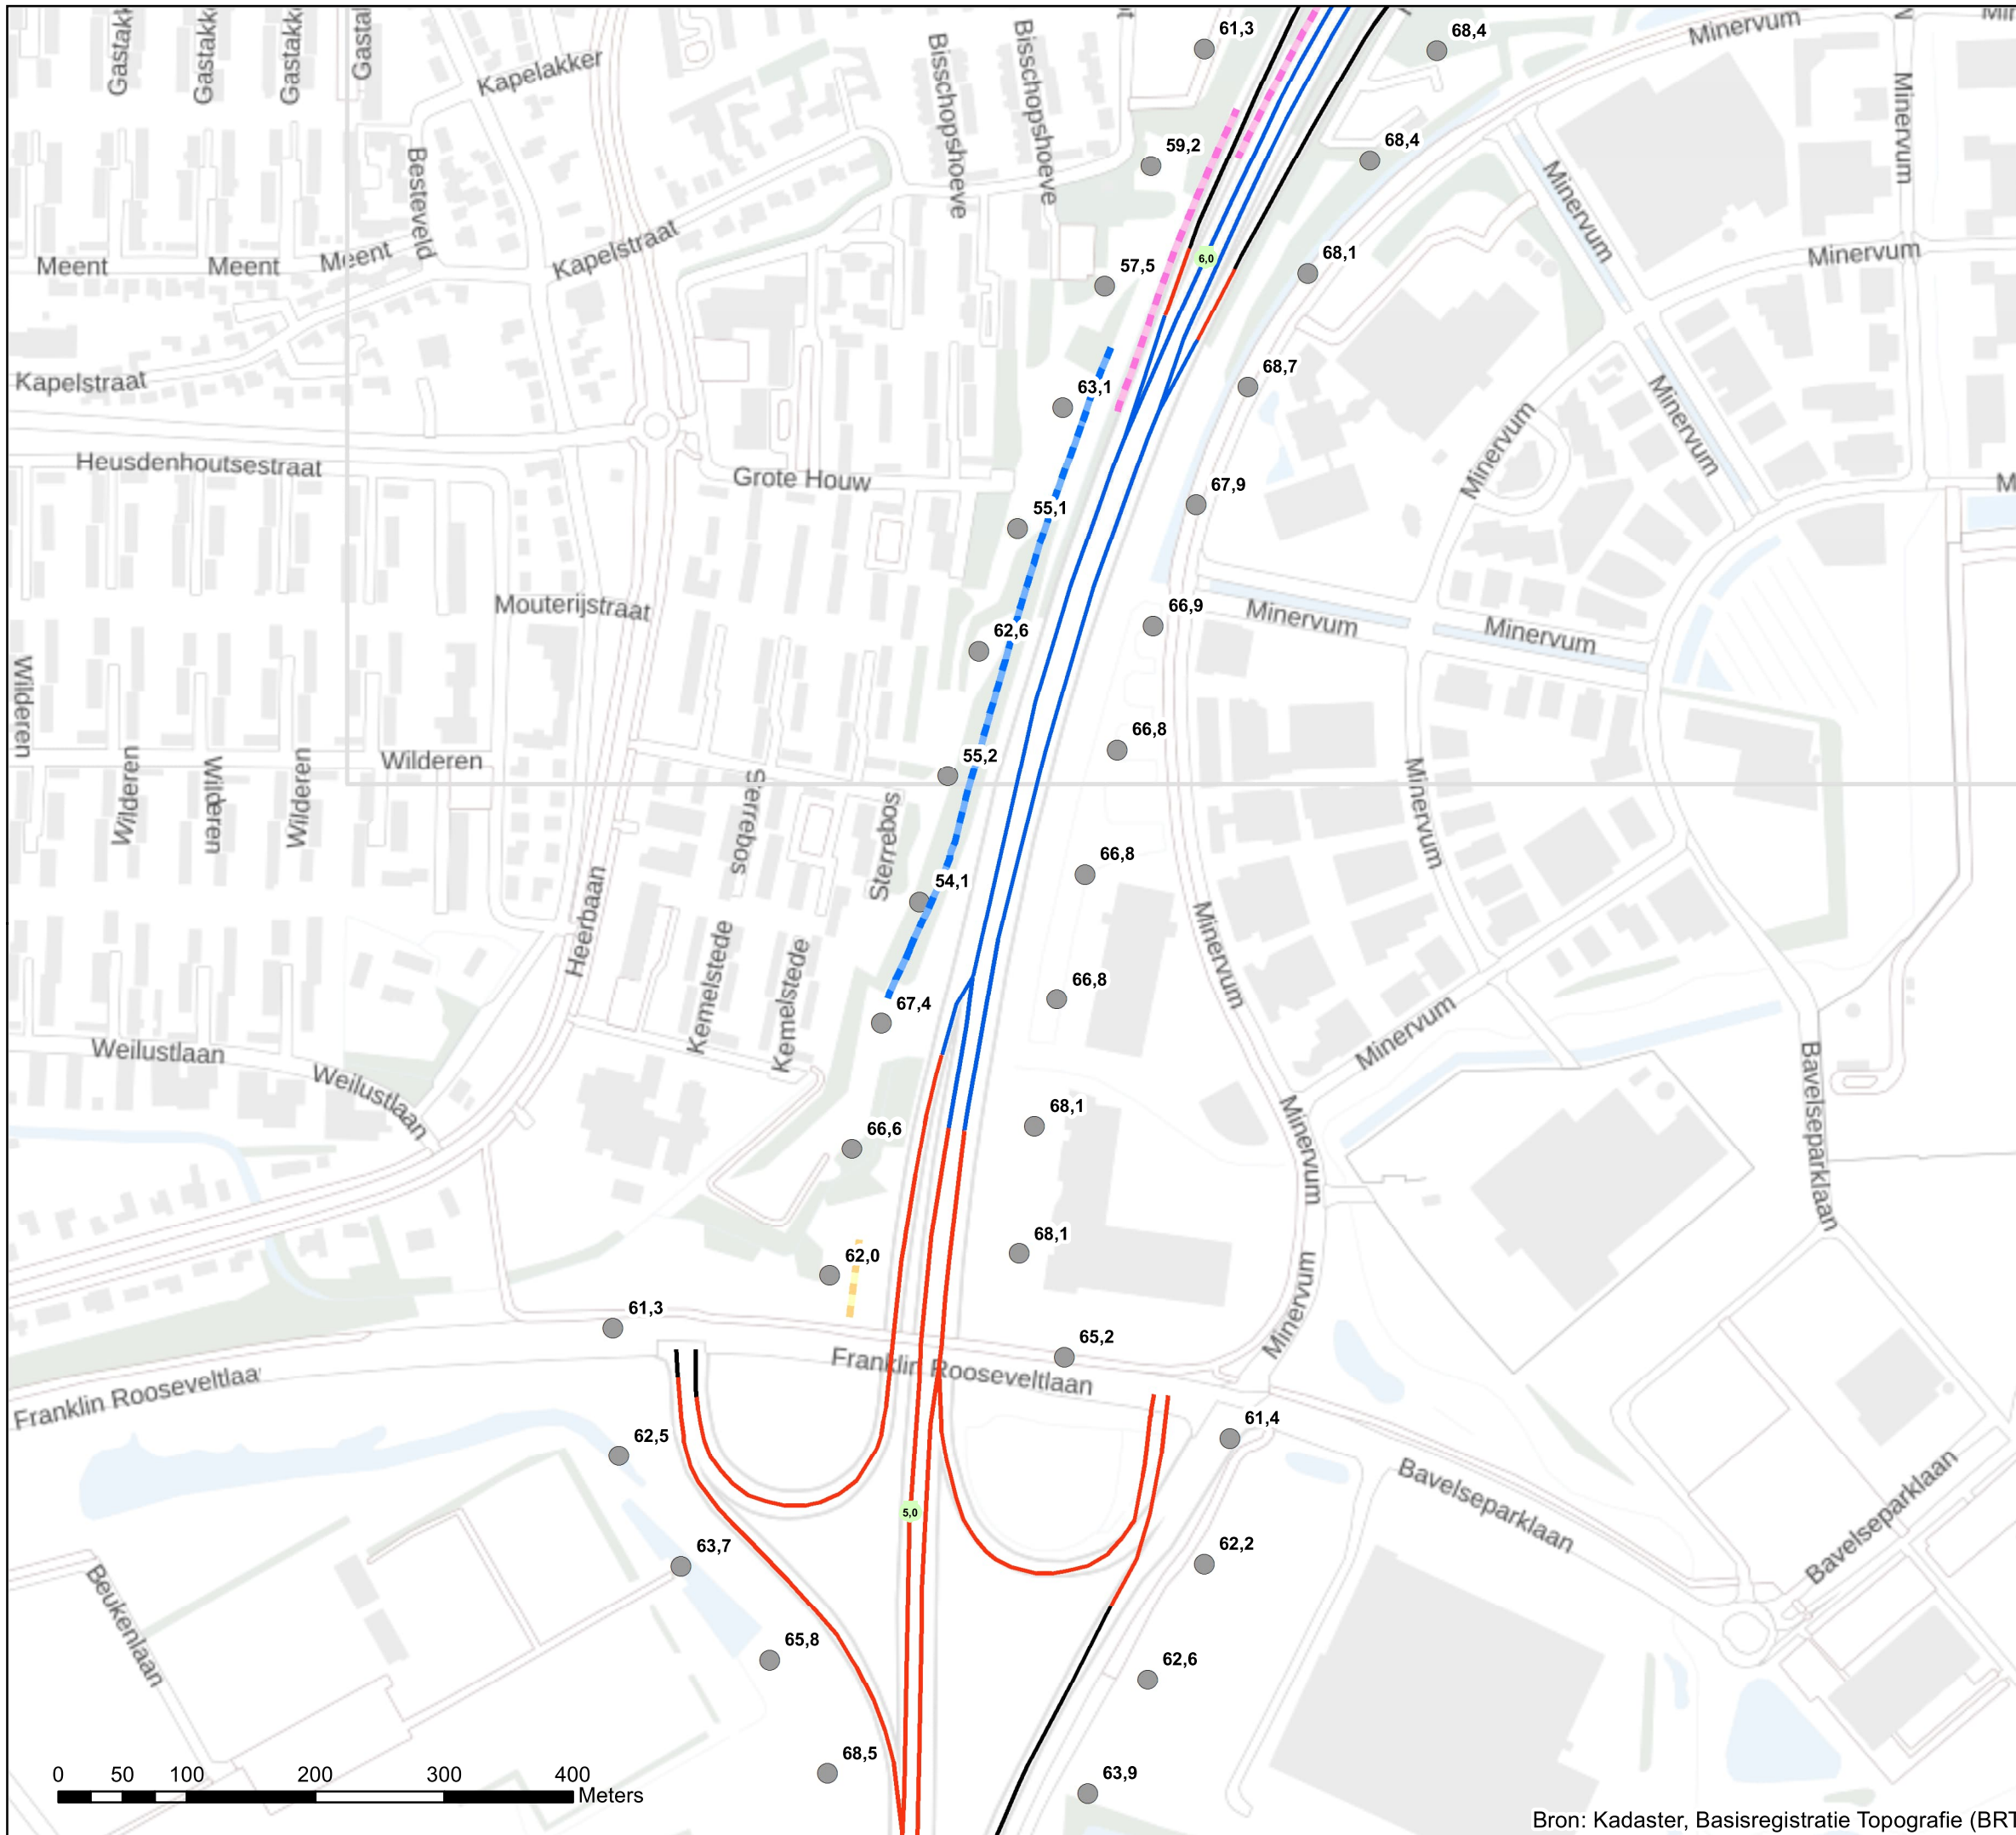 Gastakk
Gastakke
Gastakke
Gastal
Kapelakker
Bisschopshoeve
Bisschopshoeve
61,3
68,4
Minervum
Minervum
Besteveld
59,2
68,4
Minervum
Meent
Meent
Meent
Kapelstraat
6,0
57,5
68,1
Minervum
Kapelstraat
63,1
68,7
Minervum
Minervum
Heusdenhoutsestraat
Grote Houw
55,1
67,9
Mouterijstraat
62,6
66,9
Minervum
Minervum
Wilderen
Wilderen
Wilderen
Wilderen
Wilderen
55,2
66,8
Minervum
Sterrebos
Sterrebos
54,1
66,8
Heerbaan
Kemelstede
Kemelstede
67,4
66,8
Minervum
Minervum
Weilustlaan
Weilustlaan
66,6
68,1
Minervum
Bavelseparklaan
62,0
68,1
Minervum
61,3
65,2
Franklin Rooseveltlaa
Franklin Rooseveltlaan
62,5
61,4
Bavelseparklaan
Bavelseparklaan
5,0
63,7
62,2
Beukenlaan
65,8
62,6
68,5
63,9
0 50 100 200 300 400
Meters
Bron: Kadaster, Basisregistratie Topografie (BRT